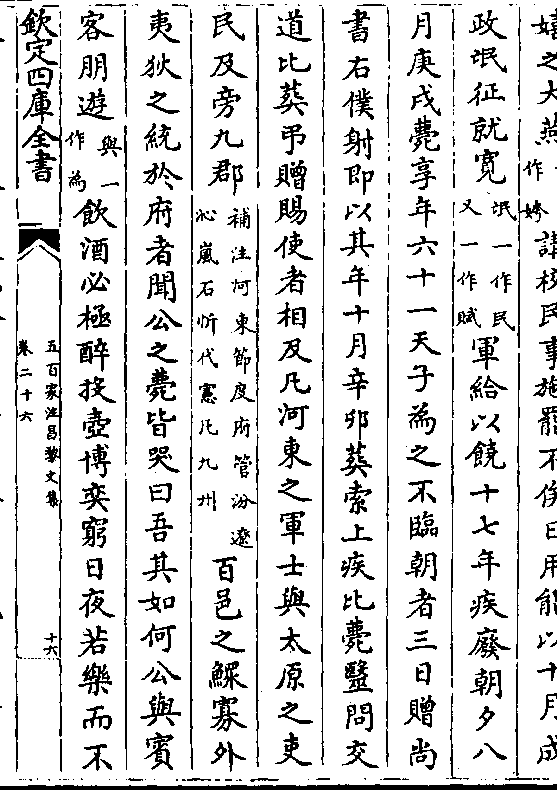 嬉之大燕作講校民事施罷不俟日用能以十月成
政氓征就寬氓一作民又一作賦軍給以饒十七年疾廢朝夕八
月庚戌薨享年六十一天子為之不臨朝者三日贈尚
書右僕射即以其年十月辛卯葬索上疾比薨醫問交
道比葬弔贈賜使者相及凡河東之軍士與太原之吏
民及旁九郡補注河東節度府管汾遼沁嵐石忻代憲凡九州百邑之鰥寡外
夷狄之統於府者聞公之薨皆哭曰吾其如何公與賓
客朋遊與一作為飲酒必極醉投壺博奕窮日夜若樂而不
欽定四庫全書
五百家注昌黎文集
卷二十六
十六